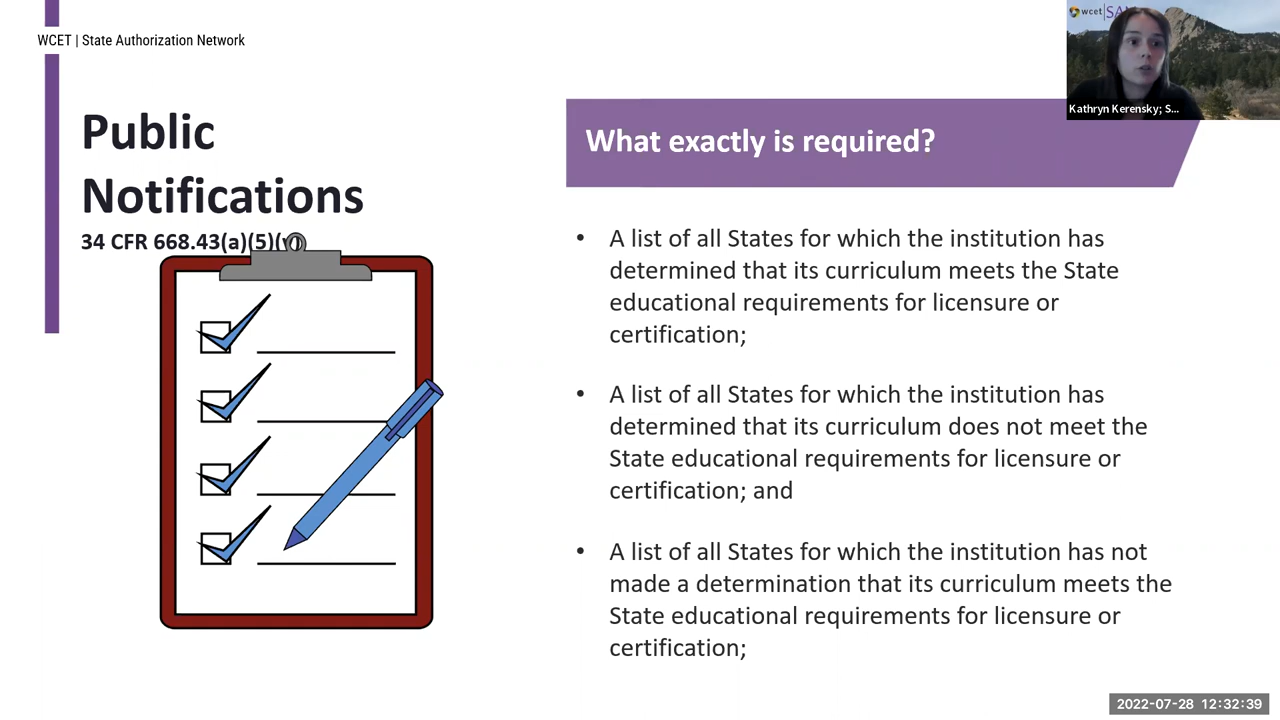 WCET | State Authorization Network
wcet
SAN
Kathryn Kerensky; S...
Public
Notifications
34 CFR 668.43(a)(5)(v)
What exactly is required?
• A list of all States for which the institution has
determined that its curriculum meets the State
educational requirements for licensure or
certification;
• A list of all States for which the institution has
determined that its curriculum does not meet the
State educational requirements for licensure or
certification; and
• A list of all States for which the institution has not
made a determination that its curriculum meets the
State educational requirements for licensure or
certification;
2022-07-28 12:32:39